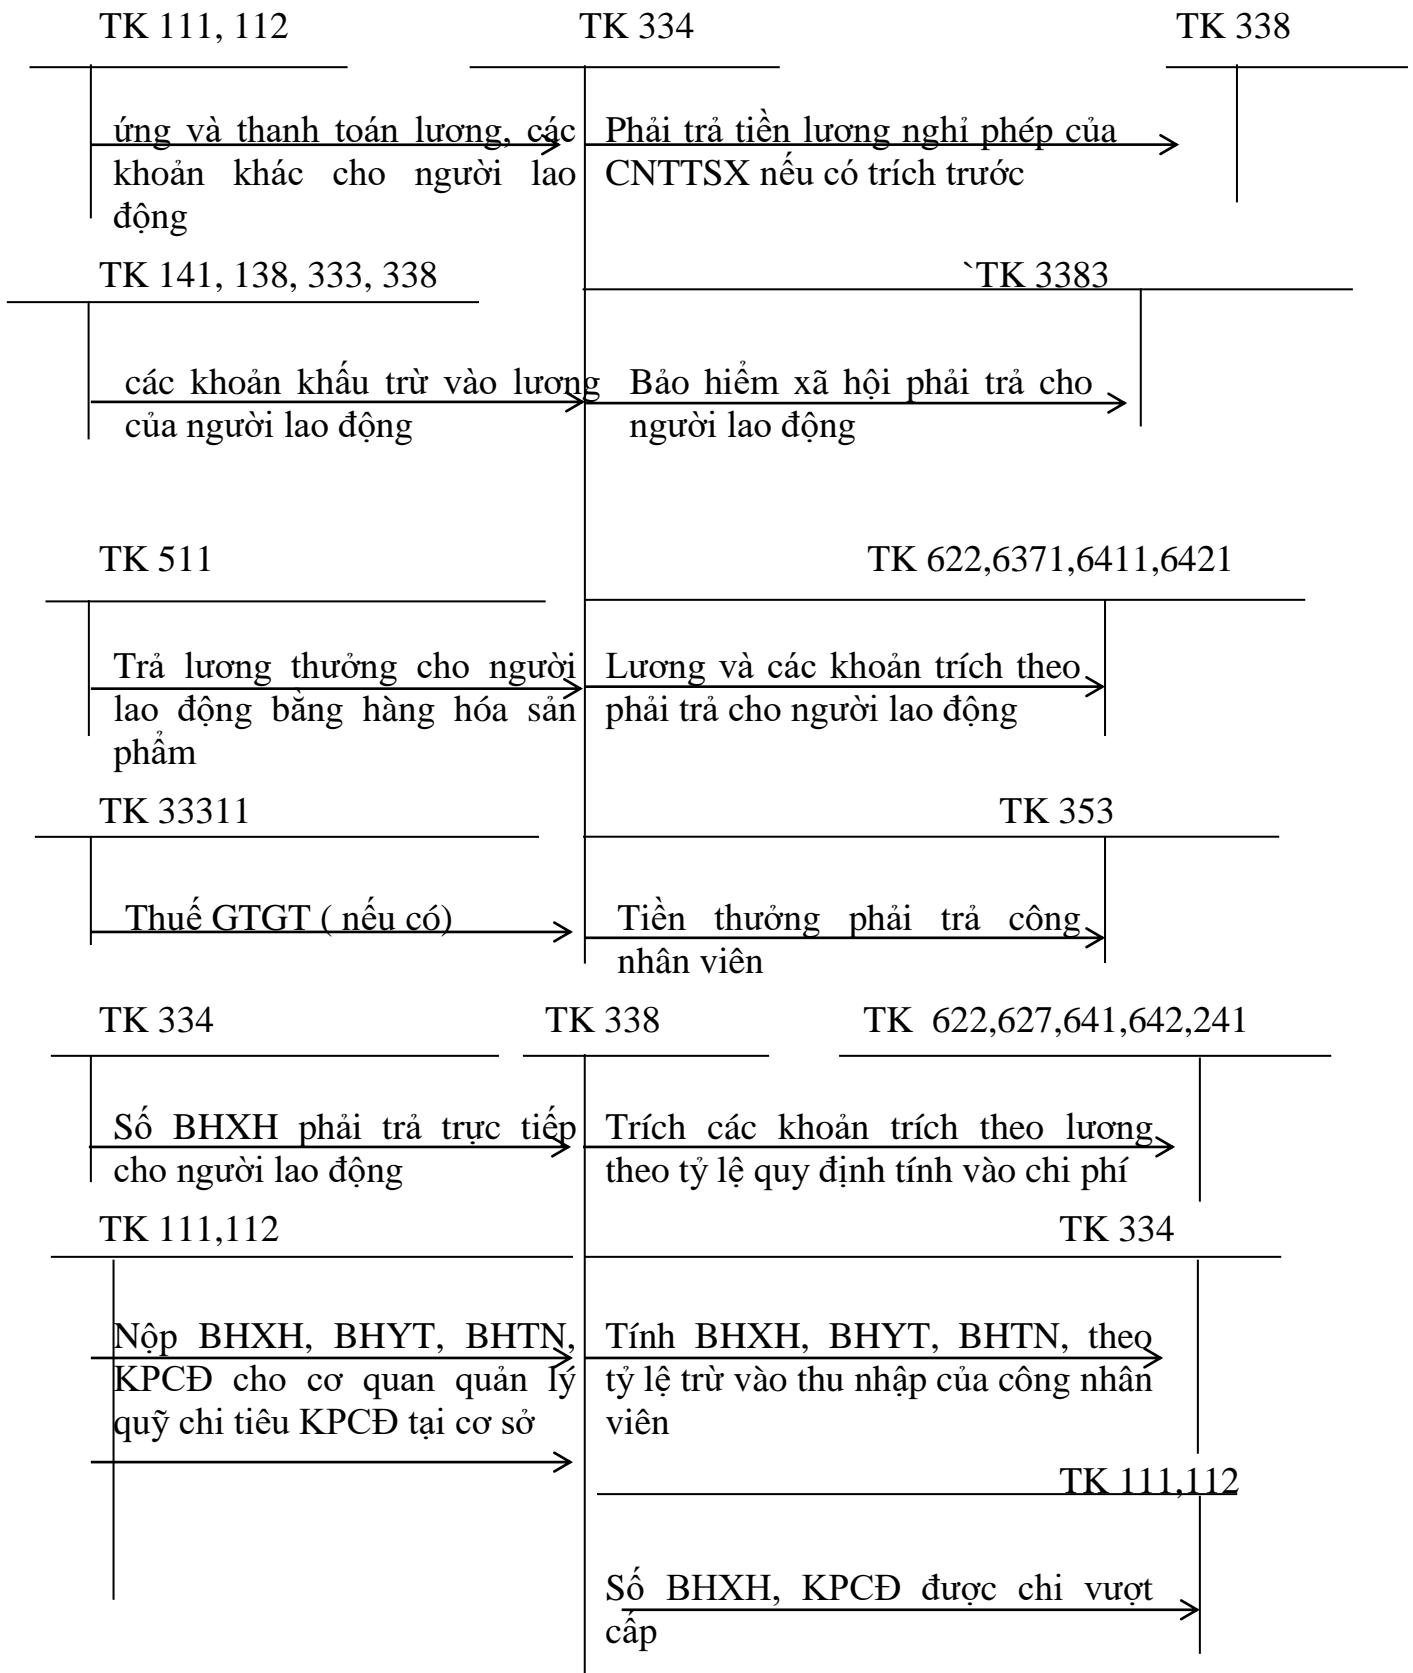 TK 111, 112
TK 334
TK 338
ứng và thanh toán lương, các
khoản khác cho người lao
động
Phải trả tiền lương nghỉ phép của
CNTTSX nếu có trích trước
TK 141, 138, 333, 338
`TK 3383
các khoản khấu trừ vào lương
của người lao động
Bảo hiểm xã hội phải trả cho
người lao động
TK 511
TK 622,6371,6411,6421
Trả lương thưởng cho người
lao động bằng hàng hóa sản
phẩm
Lương và các khoản trích theo
phải trả cho người lao động
TK 33311
TK 353
Thuế GTGT ( nếu có)
Tiền thưởng phải trả công
nhân viên
TK 334
TK 338
TK 622,627,641,642,241
Số BHXH phải trả trực tiếp
cho người lao động
Trích các khoản trích theo lương
theo tỷ lệ quy định tính vào chi phí
TK 111,112
TK 334
Nộp BHXH, BHYT, BHTN,
KPCĐ cho cơ quan quản lý
quỹ chi tiêu KPCĐ tại cơ sở
Tính BHXH, BHYT, BHTN, theo
tỷ lệ trừ vào thu nhập của công nhân
viên
TK 111,112
Số BHXH, KPCĐ được chi vượt
cấp